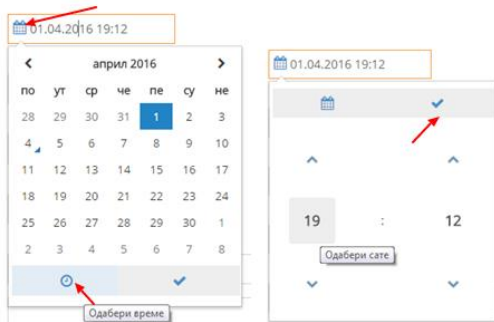 01.04.2016 19:12
април 2016
по ут ср че пе су не
28 29 30 31 1 2 3
4 5 6 7 8 9 10
11 12 13 14 15 16 17
18 19 20 21 22 23 24
25 26 27 28 29 30 1
2 3 4 5 6 7 8
Одабери време
01.04.2016 19:12
19 : 12
Одабери сате